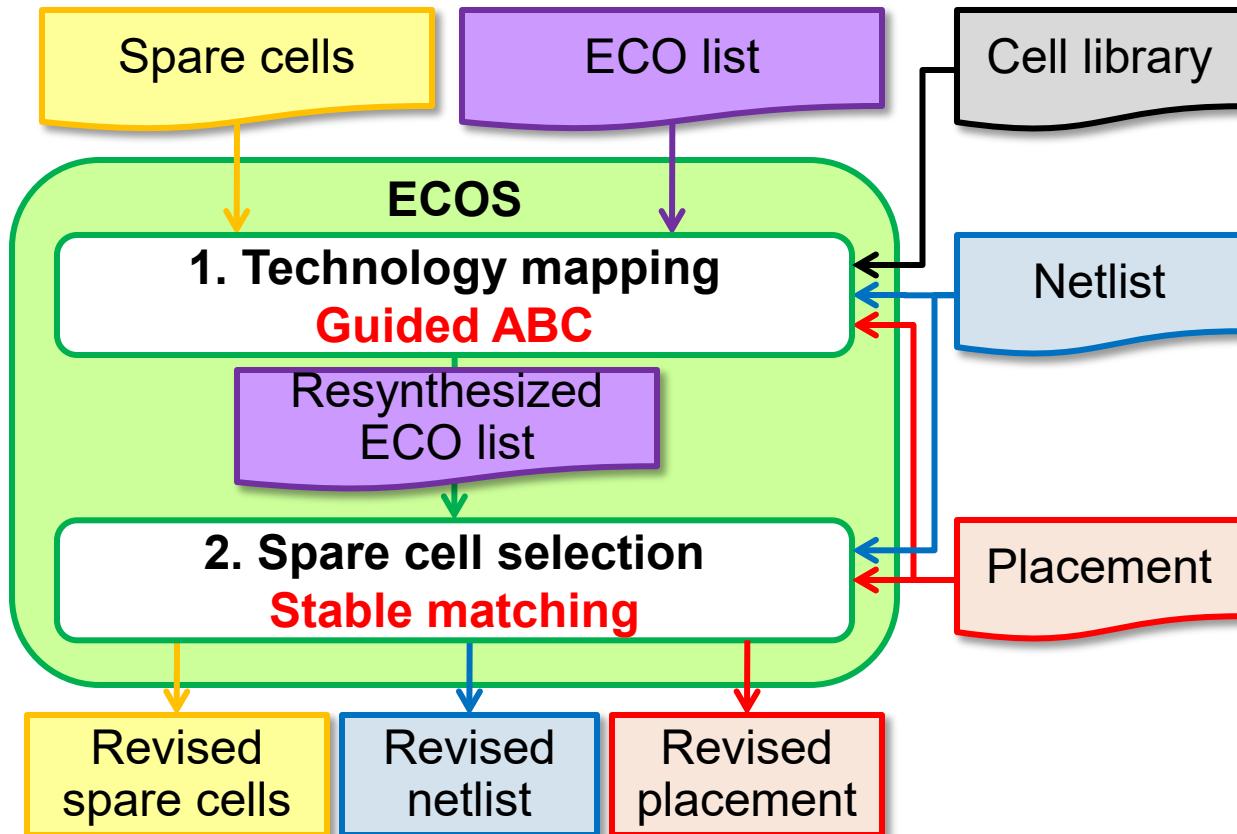 Spare cells
ECO list
Cell library
ECOS
1. Technology mapping
Guided ABC
Netlist
Resynthesized
ECO list
2. Spare cell selection
Stable matching
Placement
Revised
spare cells
Revised
netlist
Revised
placement